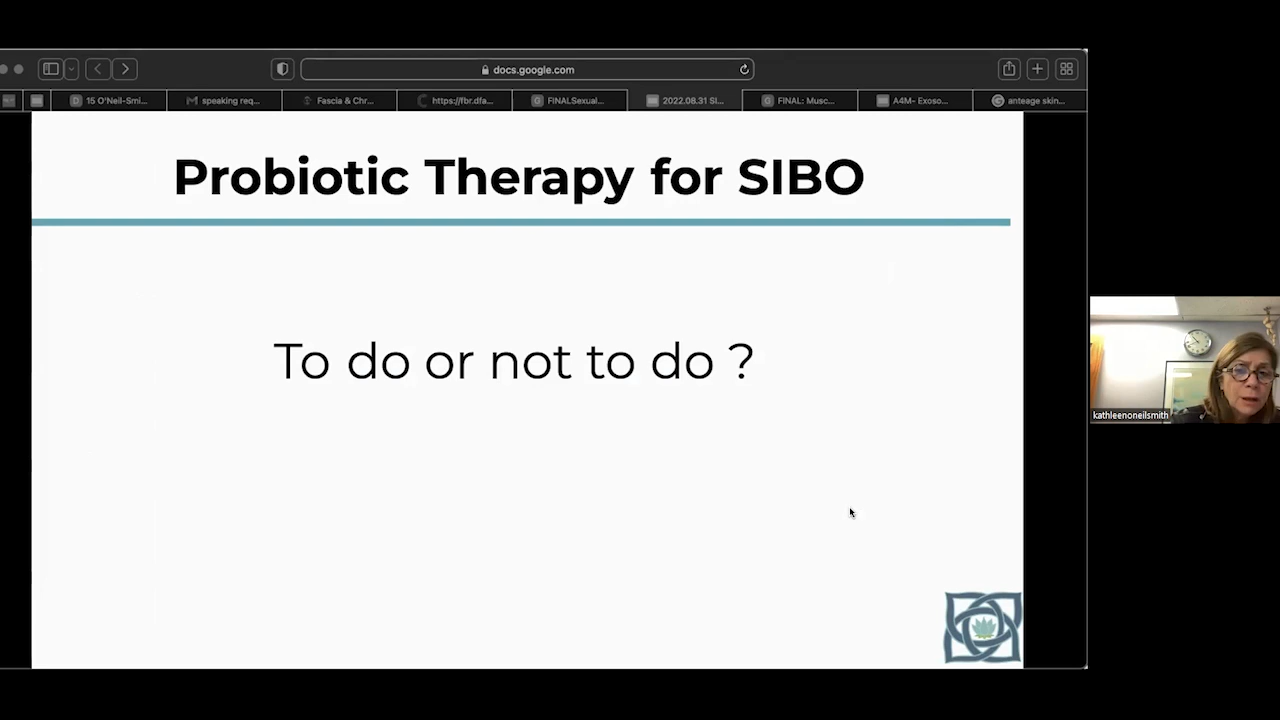 docs.google.com
15 O'Neil-Smi...
speaking req...
Fascia & Chr...
https://fbr.dfa...
FINALSexual...
2022.08.31 SI...
FINAL: Musc...
A4M- Exoso...
anteage skin...
Probiotic Therapy for SIBO
To do or not to do ?
kathleenoneilsmith